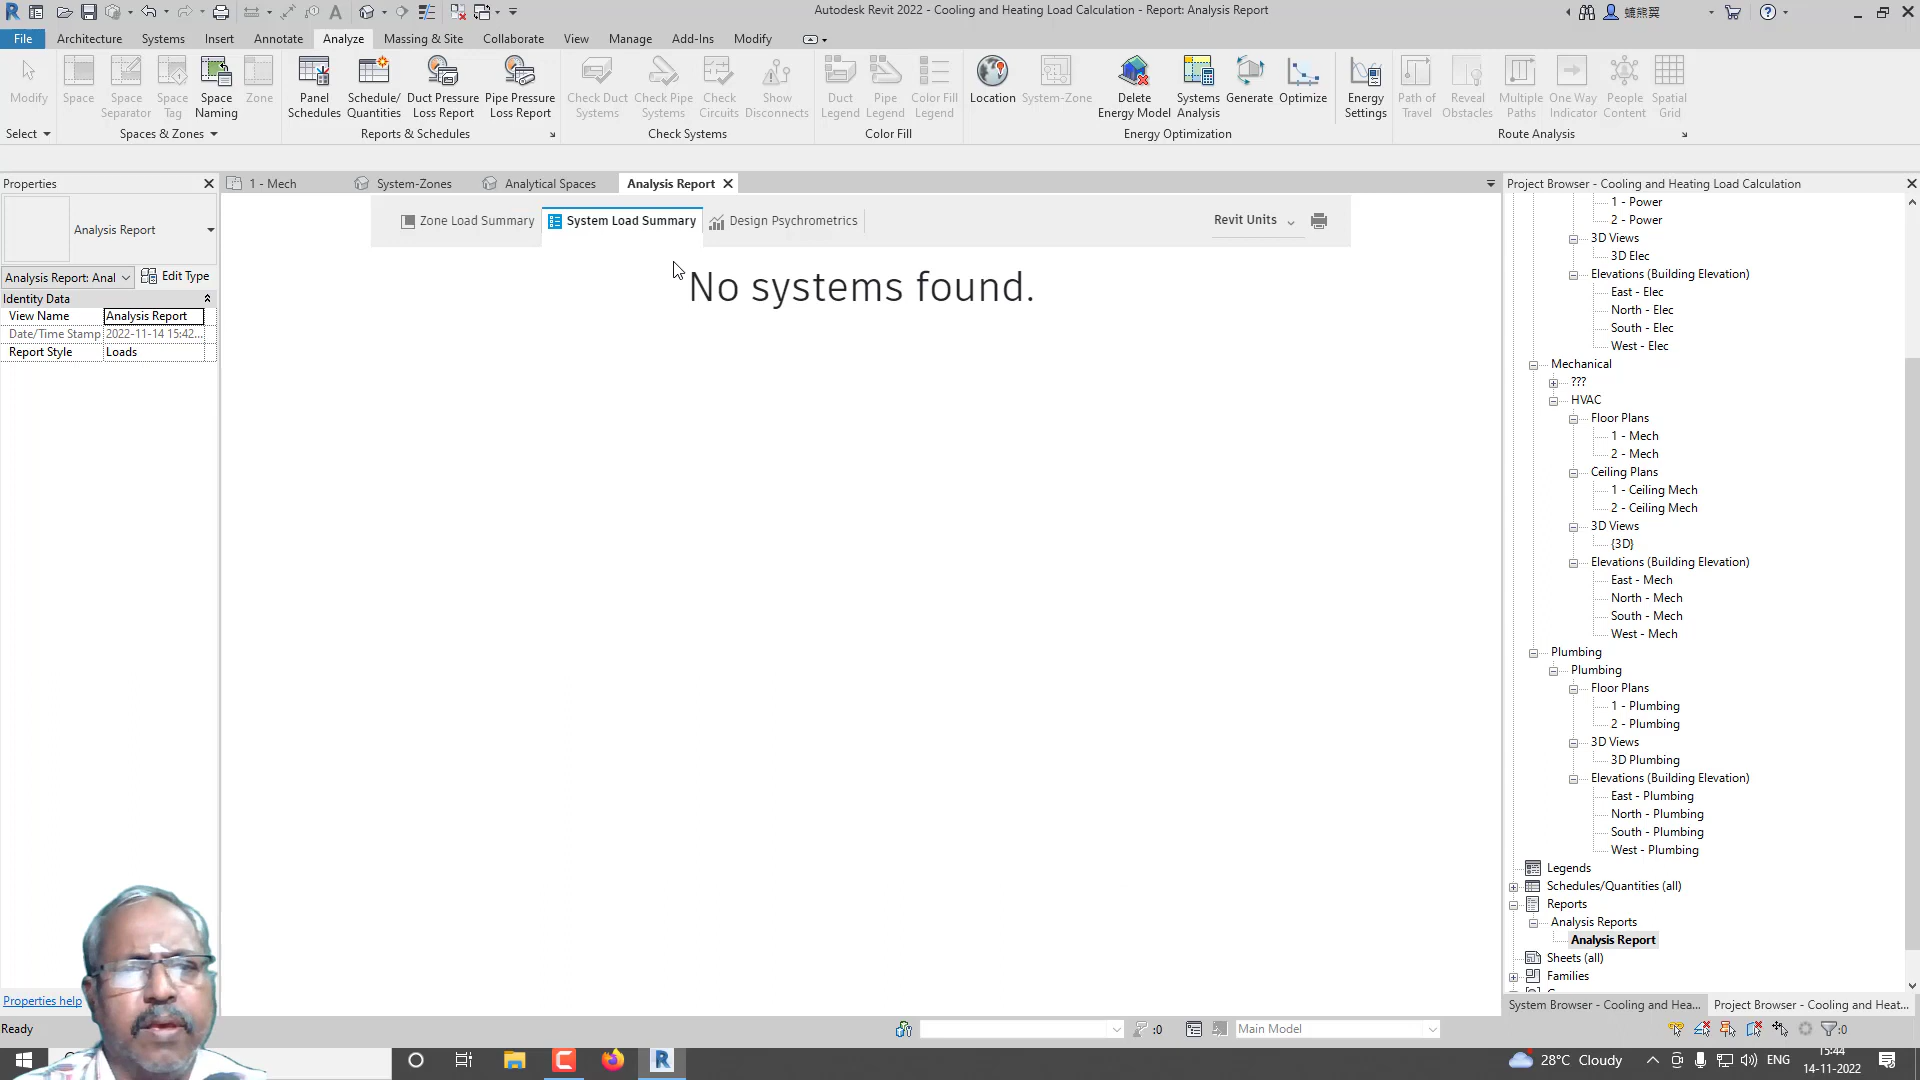 Autodesk Revit 2022 - Cooling and Heating Load Calculation - Report: Analysis Report
File Architecture Systems Insert Annotate Analyze Massing & Site Collaborate View Manage Add-Ins Modify
Modify
Space
Space Separator
Space Tag
Space Naming
Zone
Panel Schedules
Schedule/ Quantities
Duct Pressure Loss Report
Pipe Pressure Loss Report
Check Duct Systems
Check Pipe Systems
Check Circuits
Show Disconnects
Duct Legend
Pipe Legend
Color Fill Legend
Location
System-Zone
Delete Energy Model
Systems Analysis
Generate
Optimize
Energy Settings
Path of Travel
Reveal Obstacles
Multiple Paths
One Way Indicator
People Content
Spatial Grid
Select
Spaces & Zones
Reports & Schedules
Check Systems
Color Fill
Energy Optimization
Route Analysis
Properties
1 - Mech
System-Zones
Analytical Spaces
Analysis Report
Project Browser - Cooling and Heating Load Calculation
Analysis Report
Analysis Report: Anal
Edit Type
Identity Data
View Name Analysis Report
Date/Time Stamp 2022-11-14 15:42...
Report Style Loads
Properties help
Zone Load Summary
System Load Summary
Design Psychrometrics
Revit Units
No systems found.
1 - Power
2 - Power
3D Views
3D Elec
Elevations (Building Elevation)
East - Elec
North - Elec
South - Elec
West - Elec
Mechanical
???
HVAC
Floor Plans
1 - Mech
2 - Mech
Ceiling Plans
1 - Ceiling Mech
2 - Ceiling Mech
3D Views
{3D}
Elevations (Building Elevation)
East - Mech
North - Mech
South - Mech
West - Mech
Plumbing
Plumbing
Floor Plans
1 - Plumbing
2 - Plumbing
3D Views
3D Plumbing
Elevations (Building Elevation)
East - Plumbing
North - Plumbing
South - Plumbing
West - Plumbing
Legends
Schedules/Quantities (all)
Reports
Analysis Reports
Analysis Report
Sheets (all)
Families
System Browser - Cooling and Hea...
Project Browser - Cooling and Heat...
Ready
:0
Main Model
:0
28°C Cloudy
ENG
15:44
14-11-2022